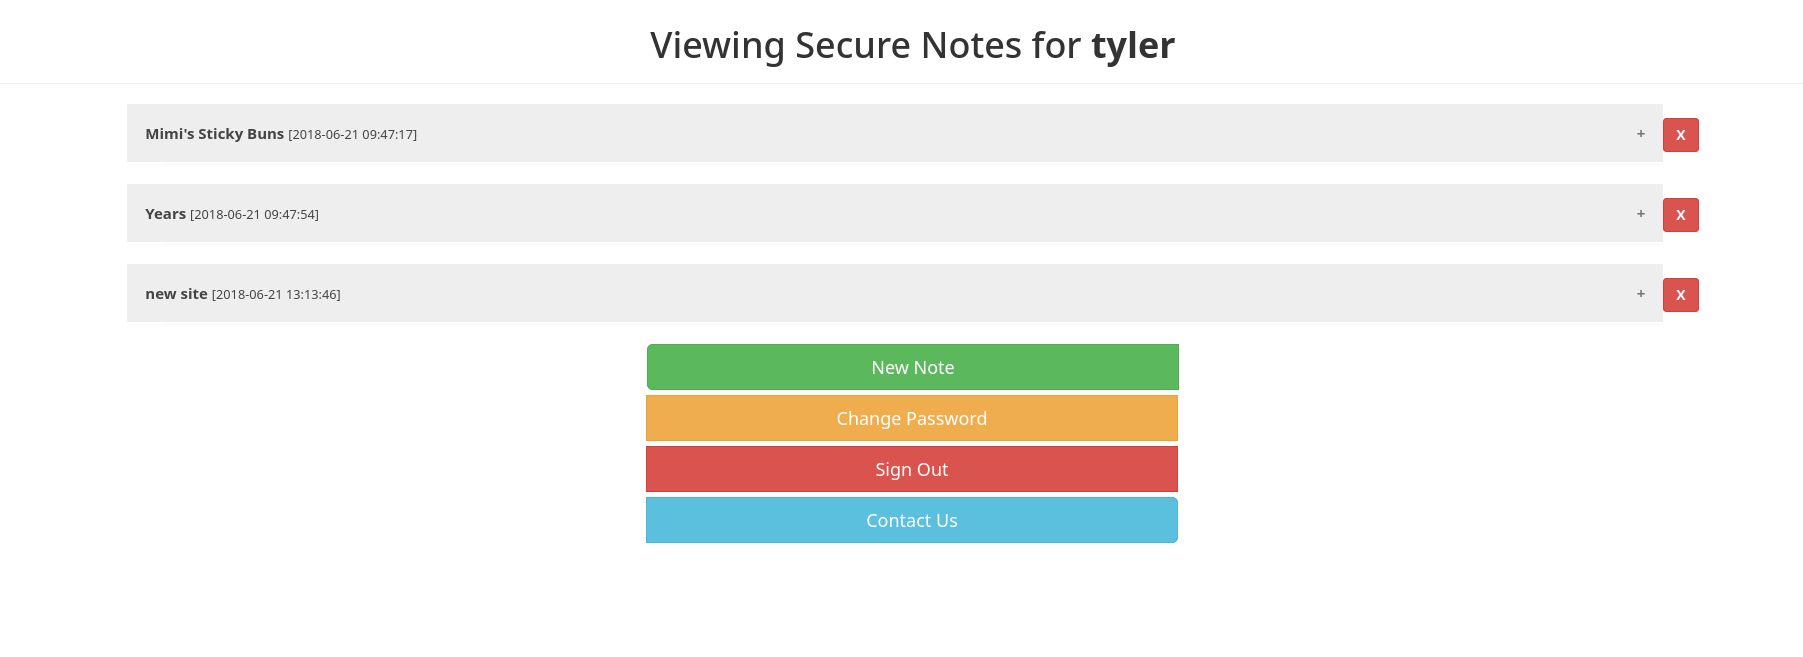 Viewing Secure Notes for tyler
Mimi's Sticky Buns [2018-06-21 09:47:17] + X
Years [2018-06-21 09:47:54] + X
new site [2018-06-21 13:13:46] + X
New Note
Change Password
Sign Out
Contact Us